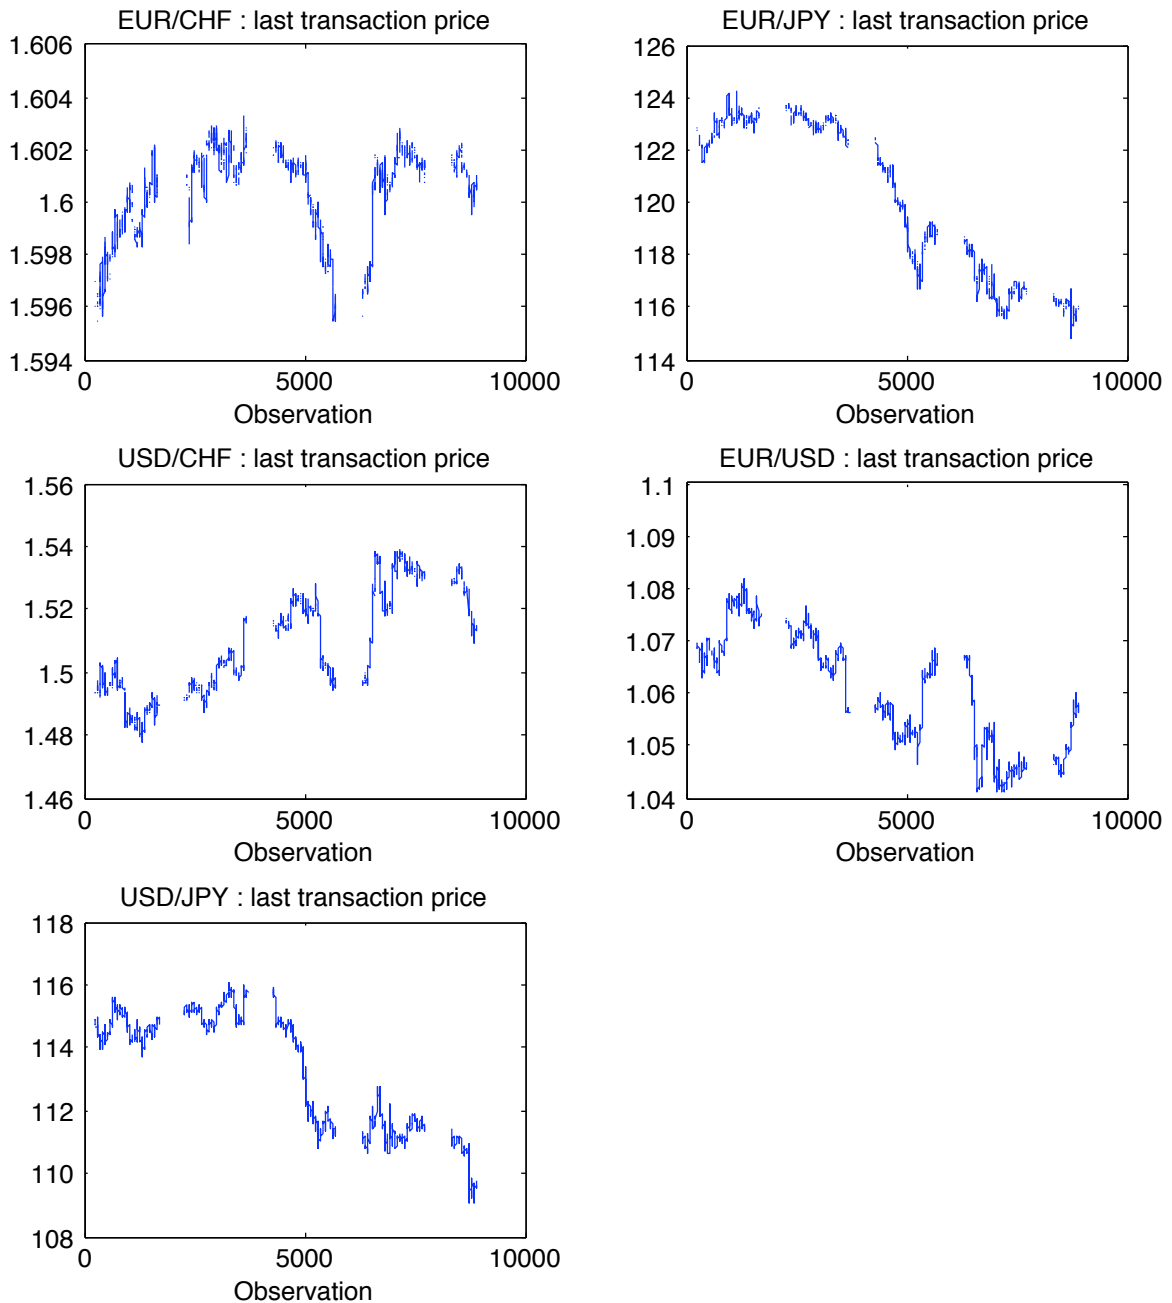 EUR/CHF : last transaction price
1.606
1.604
1.602
1.6
1.598
1.596
1.594
0 5000 10000
Observation
EUR/JPY : last transaction price
126
124
122
120
118
116
114
0 5000 10000
Observation
USD/CHF : last transaction price
1.56
1.54
1.52
1.5
1.48
1.46
0 5000 10000
Observation
EUR/USD : last transaction price
1.1
1.09
1.08
1.07
1.06
1.05
1.04
0 5000 10000
Observation
USD/JPY : last transaction price
118
116
114
112
110
108
0 5000 10000
Observation